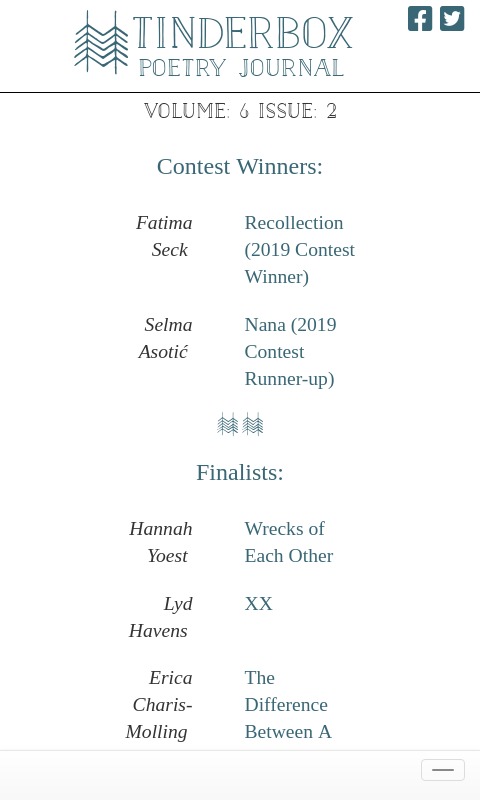 TINDERBOX
POETRY JOURNAL
VOLUME: 6 ISSUE: 2
Contest Winners:
Fatima Seck
Recollection (2019 Contest Winner)
Selma Asotić
Nana (2019 Contest Runner-up)
Finalists:
Hannah Yoest
Wrecks of Each Other
Lyd Havens
XX
Erica Charis-Molling
The Difference Between A